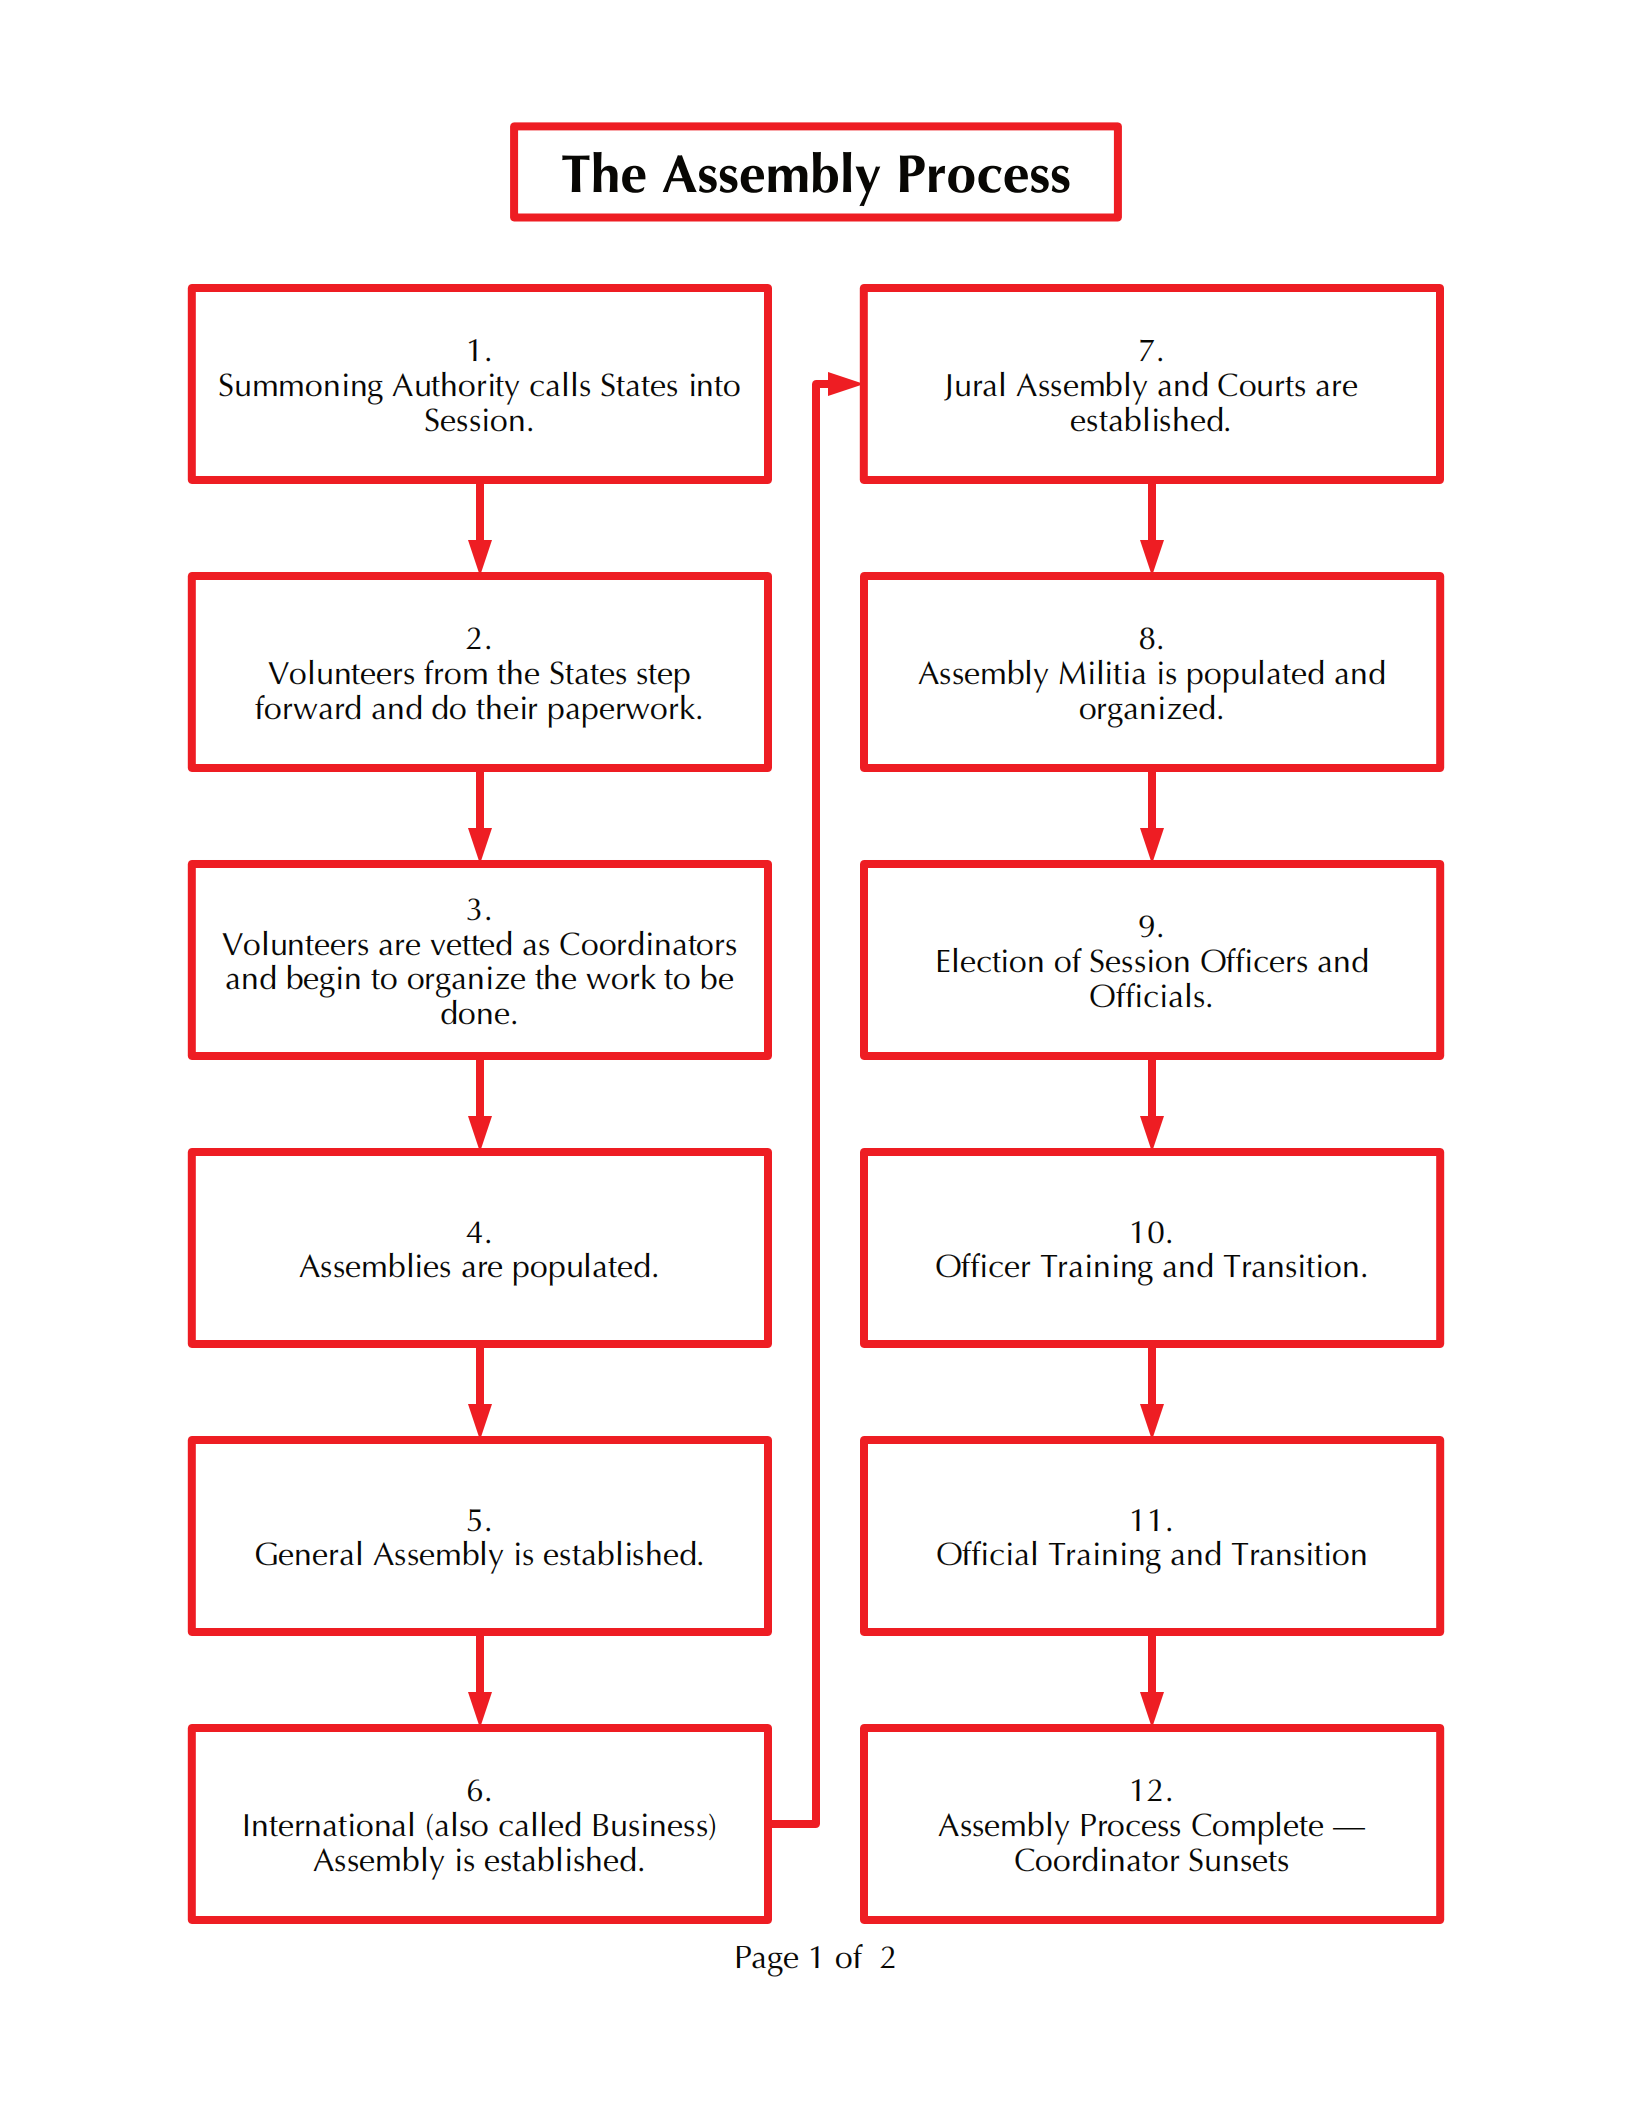 The Assembly Process
1.
Summoning Authority calls States into
Session.
2.
Volunteers from the States step
forward and do their paperwork.
3.
Volunteers are vetted as Coordinators
and begin to organize the work to be
done.
4.
Assemblies are populated.
5.
General Assembly is established.
6.
International (also called Business)
Assembly is established.
7.
Jural Assembly and Courts are
established.
8.
Assembly Militia is populated and
organized.
9.
Election of Session Officers and
Officials.
10.
Officer Training and Transition.
11.
Official Training and Transition
12.
Assembly Process Complete —
Coordinator Sunsets
Page 1 of  2